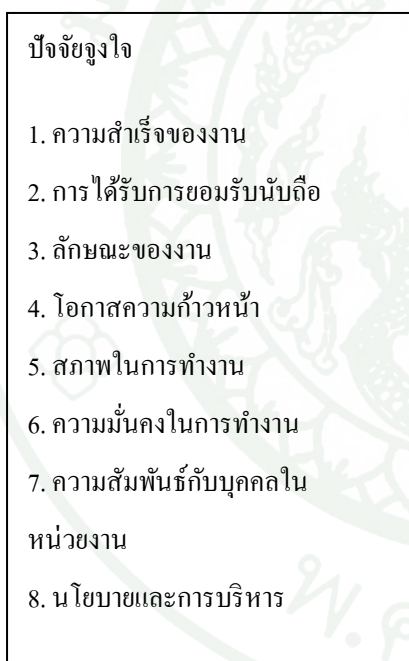 ปัจจัยจูงใจ
1. ความสำเร็จของงาน
2. การได้รับการยอมรับนับถือ
3. ลักษณะของงาน
4. โอกาสความก้าวหน้า
5. สภาพในการทำงาน
6. ความมั่นคงในการทำงาน
7. ความสัมพันธ์กับบุคคลใน
หน่วยงาน
8. นโยบายและการบริหาร